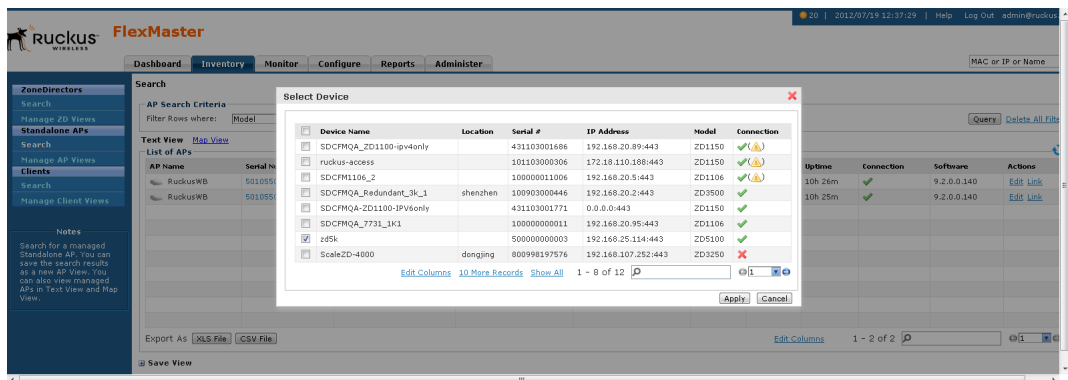 20 | 2012/07/19 12:37:29 | Help Log Out admin@ruckus.
RUCKUS
WIRELESS
FlexMaster
Dashboard Inventory Monitor Configure Reports Administer
MAC or IP or Name
ZoneDirectors
Search
Manage ZD Views
Standalone APs
Search
Manage AP Views
Clients
Search
Manage Client Views
Notes
Search for a managed
Standalone AP. You can
save the search results
as a new AP View. You
can also view managed
APs in Text View and Map
View.
Search
AP Search Criteria
Filter Rows where: Model
Query Delete All Filte
Text View Map View
List of APs
AP Name Serial N Uptime Connection Software Actions
RuckusWB 501055 10h 26m 9.2.0.0.140 Edit Link
RuckusWB 501055 10h 25m 9.2.0.0.140 Edit Link
Export As XLS File CSV File
Edit Columns 1 - 2 of 2 1
Save View
Select Device
Device Name Location Serial # IP Address Model Connection
SDCFMQA_ZD1100-ipv4only 431103001686 192.168.20.89:443 ZD1150 ( )
ruckus-access 101103000306 172.18.110.188:443 ZD1150 ( )
SDCFM1106_2 100000011006 192.168.20.5:443 ZD1106 ( )
SDCFMQA_Redundant_3k_1 shenzhen 100903000446 192.168.20.2:443 ZD3500
SDCFMQA-ZD1100-IPV6only 431103001771 0.0.0.0:443 ZD1150
SDCFMQA_7731_1K1 100000000011 192.168.20.95:443 ZD1106
zd5k 500000000003 192.168.25.114:443 ZD5100
ScaleZD-4000 dongjing 800998197576 192.168.107.252:443 ZD3250
Edit Columns 10 More Records Show All 1 - 8 of 12 1
Apply Cancel